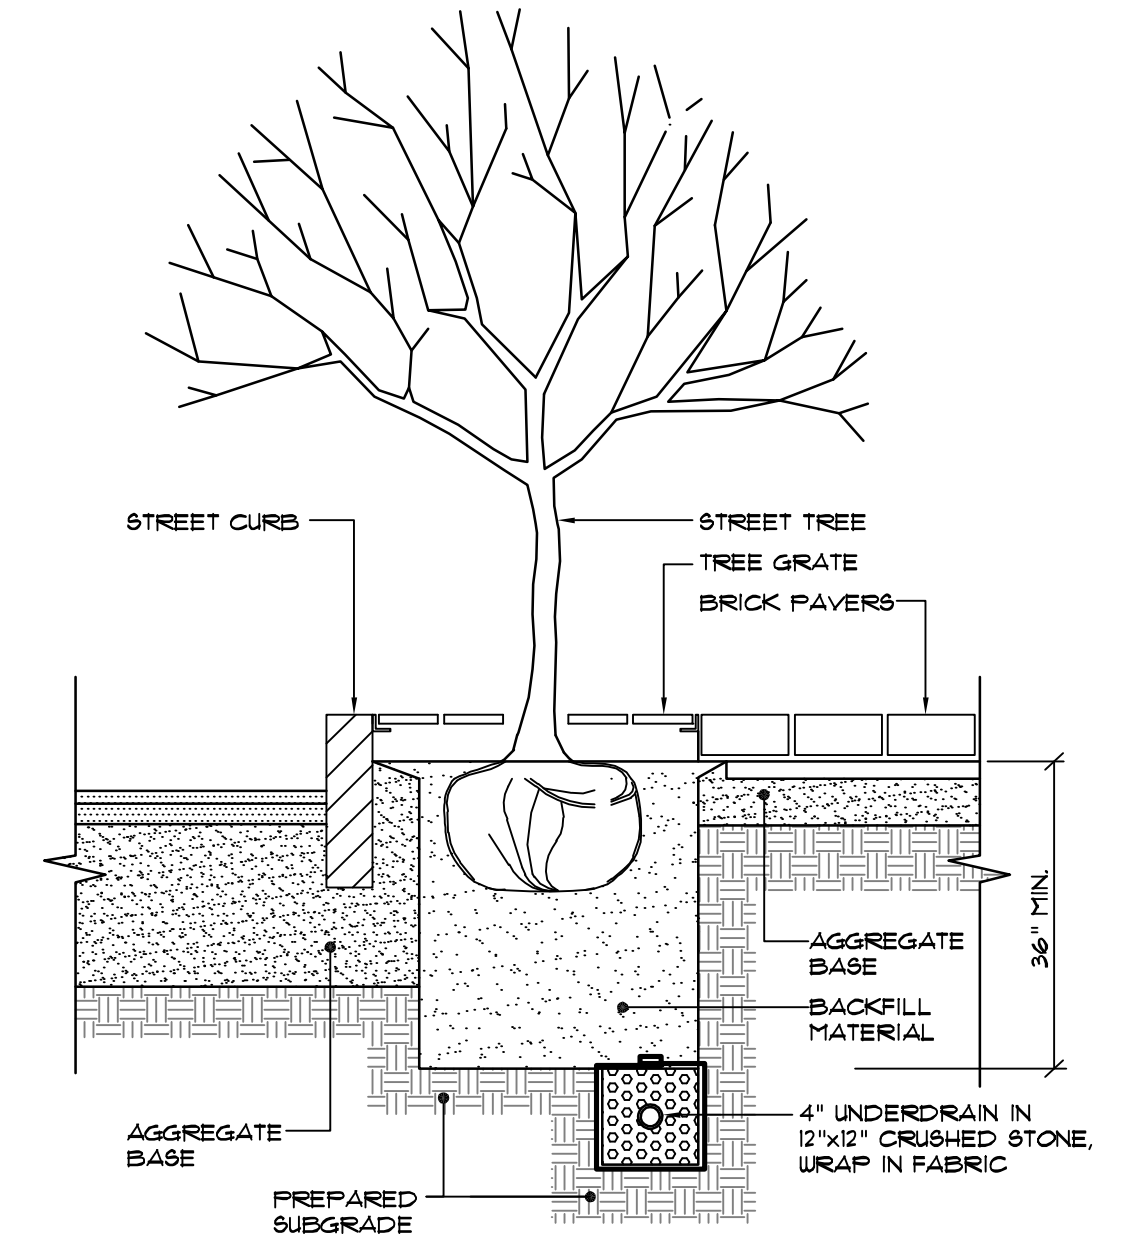 STREET CURB
STREET TREE
TREE GRATE
BRICK PAVERS
36" MIN.
AGGREGATE
BASE
BACKFILL
MATERIAL
4" UNDERDRAIN IN
12"x12" CRUSHED STONE,
WRAP IN FABRIC
AGGREGATE
BASE
PREPARED
SUBGRADE